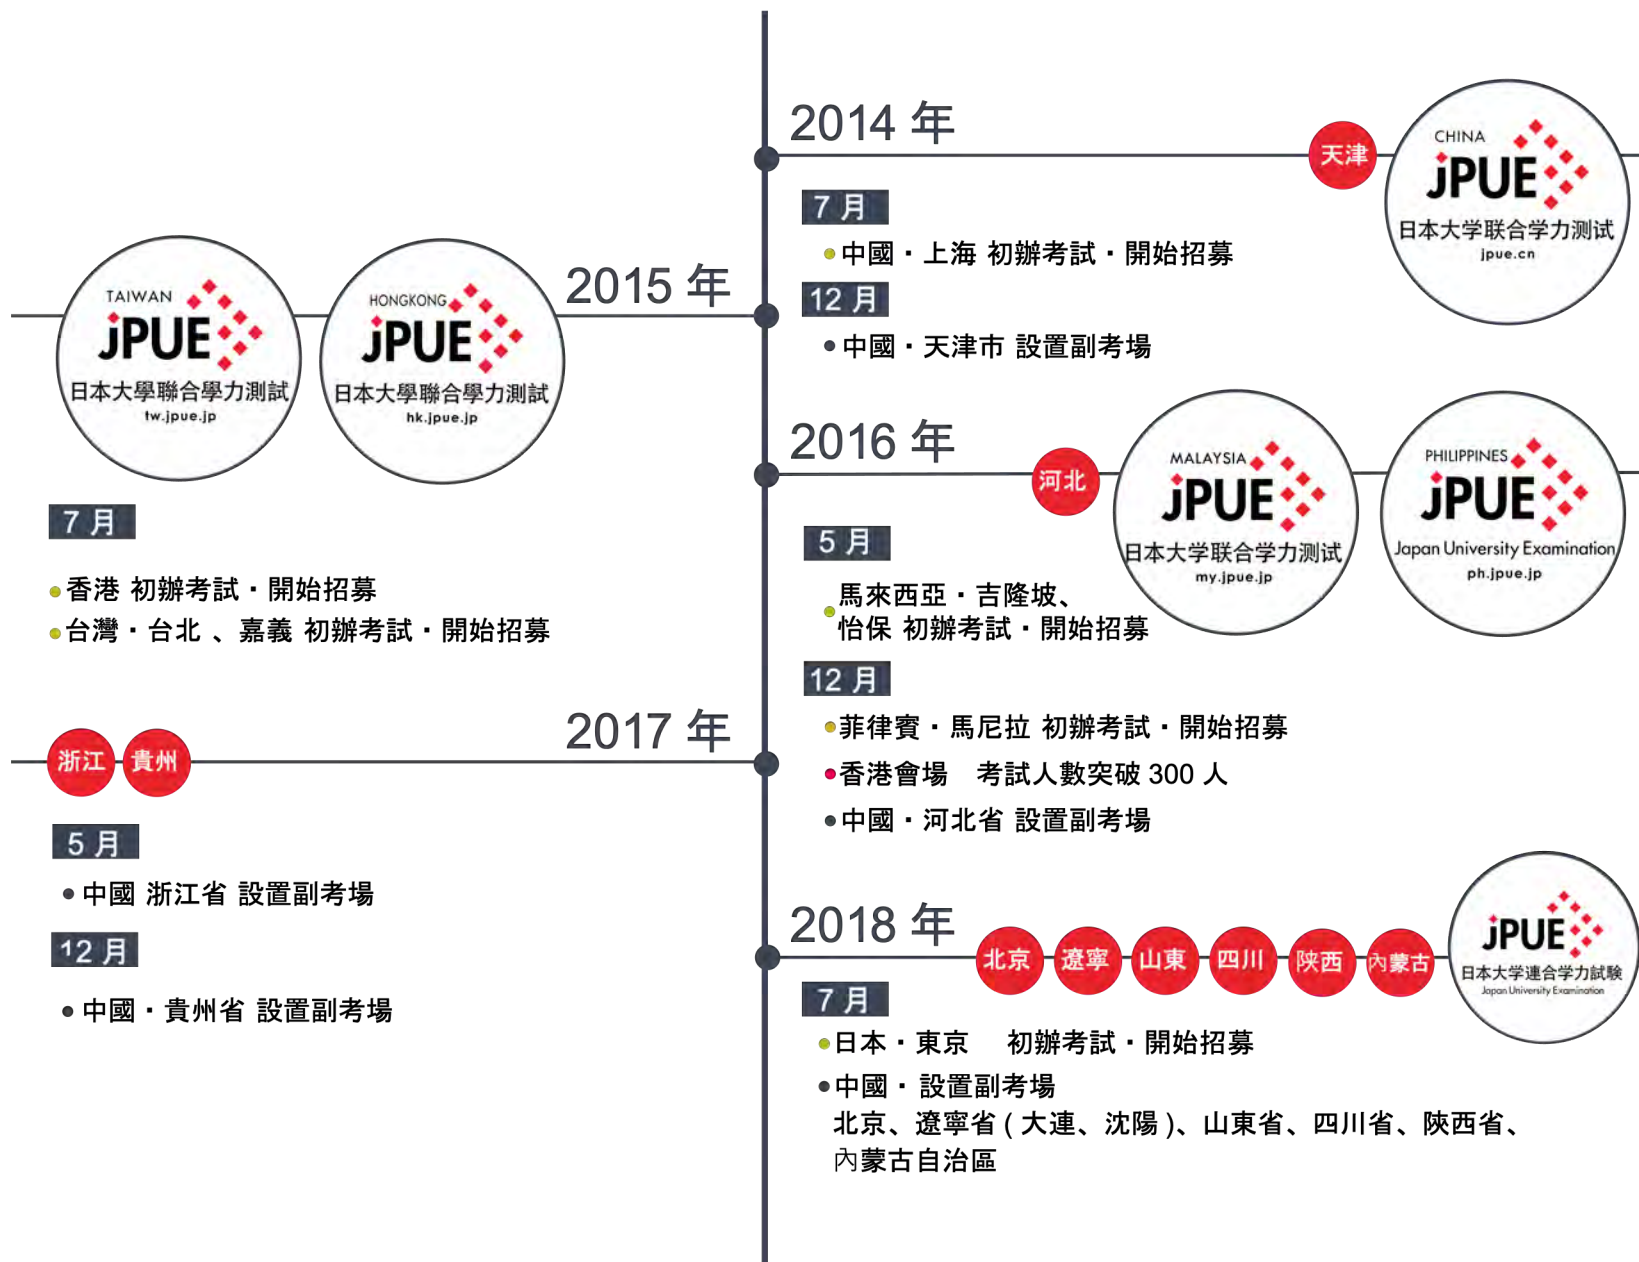 2014 年
天津
CHINA
jPUE
日本大学联合学力测试
jpue.cn
7 月
中國・上海 初辦考試・開始招募
12 月
中國・天津市 設置副考場
2015 年
TAIWAN
jPUE
日本大學聯合學力測試
tw.jpue.jp
HONGKONG
jPUE
日本大學聯合學力測試
hk.jpue.jp
7 月
香港 初辦考試・開始招募
台灣・台北 、嘉義 初辦考試・開始招募
2016 年
河北
MALAYSIA
jPUE
日本大学联合学力测试
my.jpue.jp
PHILIPPINES
jPUE
Japan University Examination
ph.jpue.jp
5 月
馬來西亞・吉隆坡、
怡保 初辦考試・開始招募
12 月
菲律賓・馬尼拉 初辦考試・開始招募
香港會場 考試人數突破 300 人
中國・河北省 設置副考場
2017 年
浙江
貴州
5 月
中國 浙江省 設置副考場
12 月
中國・貴州省 設置副考場
2018 年
北京
遼寧
山東
四川
陝西
內蒙古
jPUE
日本大学連合学力試験
Japan University Examination
7 月
日本・東京 初辦考試・開始招募
中國・設置副考場
北京、遼寧省 ( 大連、沈陽 )、山東省、四川省、陝西省、
內蒙古自治區